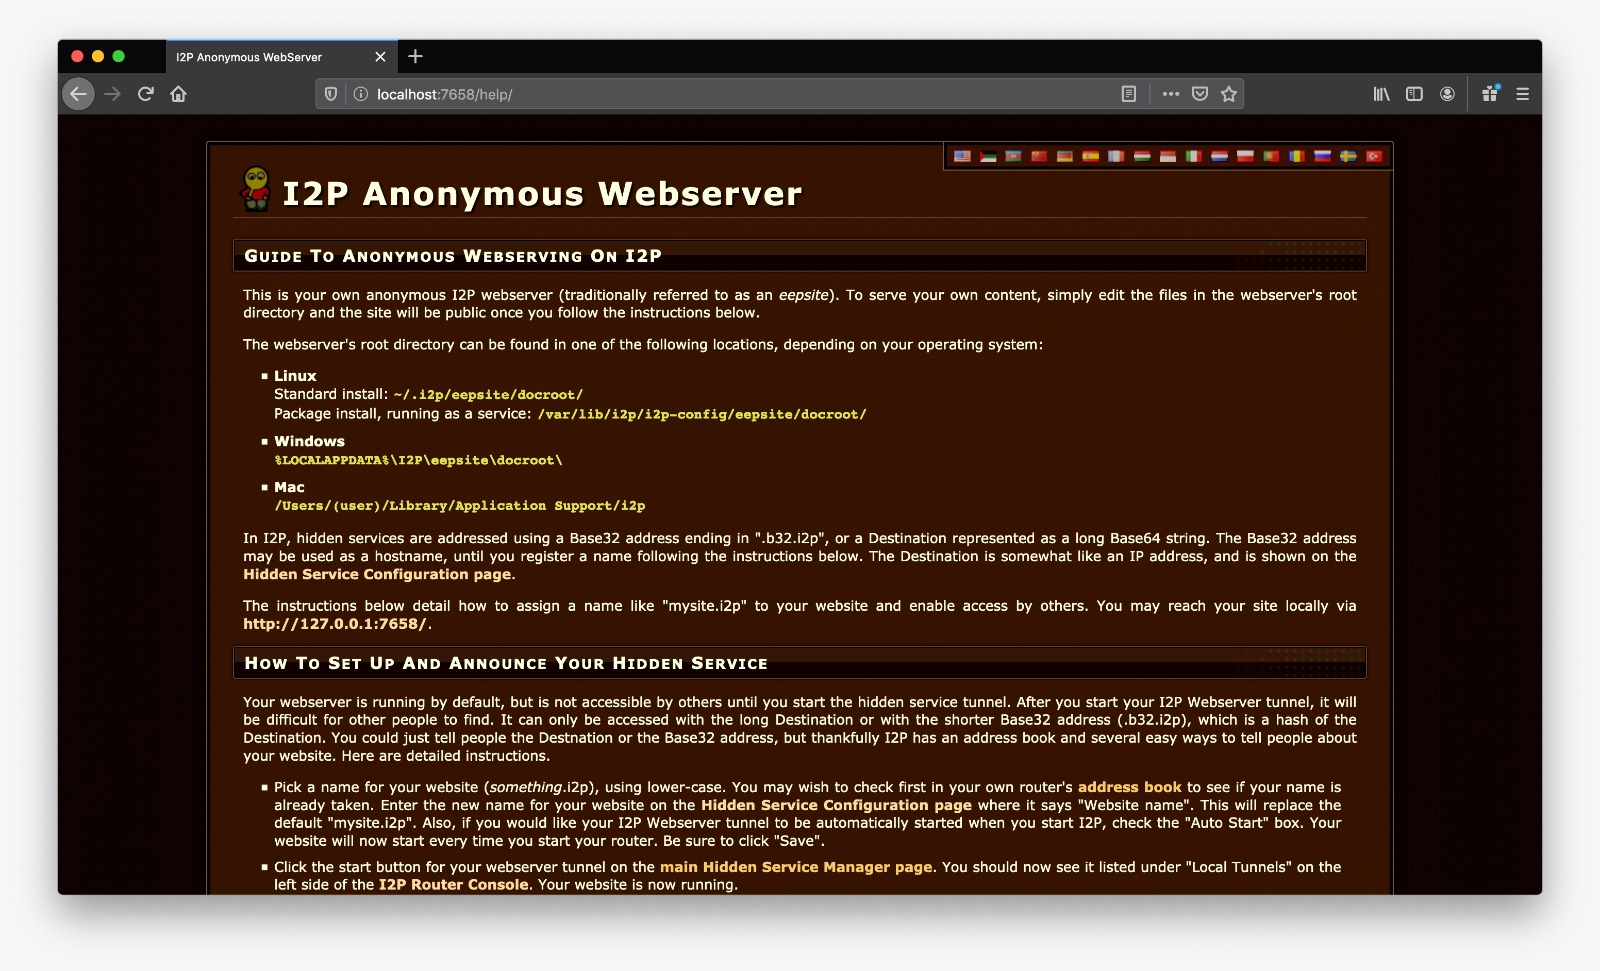 I2P Anonymous WebServer
localhost:7658/help/
I2P Anonymous Webserver
Guide To Anonymous Webserving On I2P
This is your own anonymous I2P webserver (traditionally referred to as an eepsite). To serve your own content, simply edit the files in the webserver's root
directory and the site will be public once you follow the instructions below.
The webserver's root directory can be found in one of the following locations, depending on your operating system:
Linux
Standard install: ~/.i2p/eepsite/docroot/
Package install, running as a service: /var/lib/i2p/i2p-config/eepsite/docroot/
Windows
%LOCALAPPDATA%\I2P\eepsite\docroot\
Mac
/Users/(user)/Library/Application Support/i2p
In I2P, hidden services are addressed using a Base32 address ending in ".b32.i2p", or a Destination represented as a long Base64 string. The Base32 address
may be used as a hostname, until you register a name following the instructions below. The Destination is somewhat like an IP address, and is shown on the
Hidden Service Configuration page.
The instructions below detail how to assign a name like "mysite.i2p" to your website and enable access by others. You may reach your site locally via
http://127.0.0.1:7658/.
How To Set Up And Announce Your Hidden Service
Your webserver is running by default, but is not accessible by others until you start the hidden service tunnel. After you start your I2P Webserver tunnel, it will
be difficult for other people to find. It can only be accessed with the long Destination or with the shorter Base32 address (.b32.i2p), which is a hash of the
Destination. You could just tell people the Destnation or the Base32 address, but thankfully I2P has an address book and several easy ways to tell people about
your website. Here are detailed instructions.
Pick a name for your website (something.i2p), using lower-case. You may wish to check first in your own router's address book to see if your name is
already taken. Enter the new name for your website on the Hidden Service Configuration page where it says "Website name". This will replace the
default "mysite.i2p". Also, if you would like your I2P Webserver tunnel to be automatically started when you start I2P, check the "Auto Start" box. Your
website will now start every time you start your router. Be sure to click "Save".
Click the start button for your webserver tunnel on the main Hidden Service Manager page. You should now see it listed under "Local Tunnels" on the
left side of the I2P Router Console. Your website is now running.